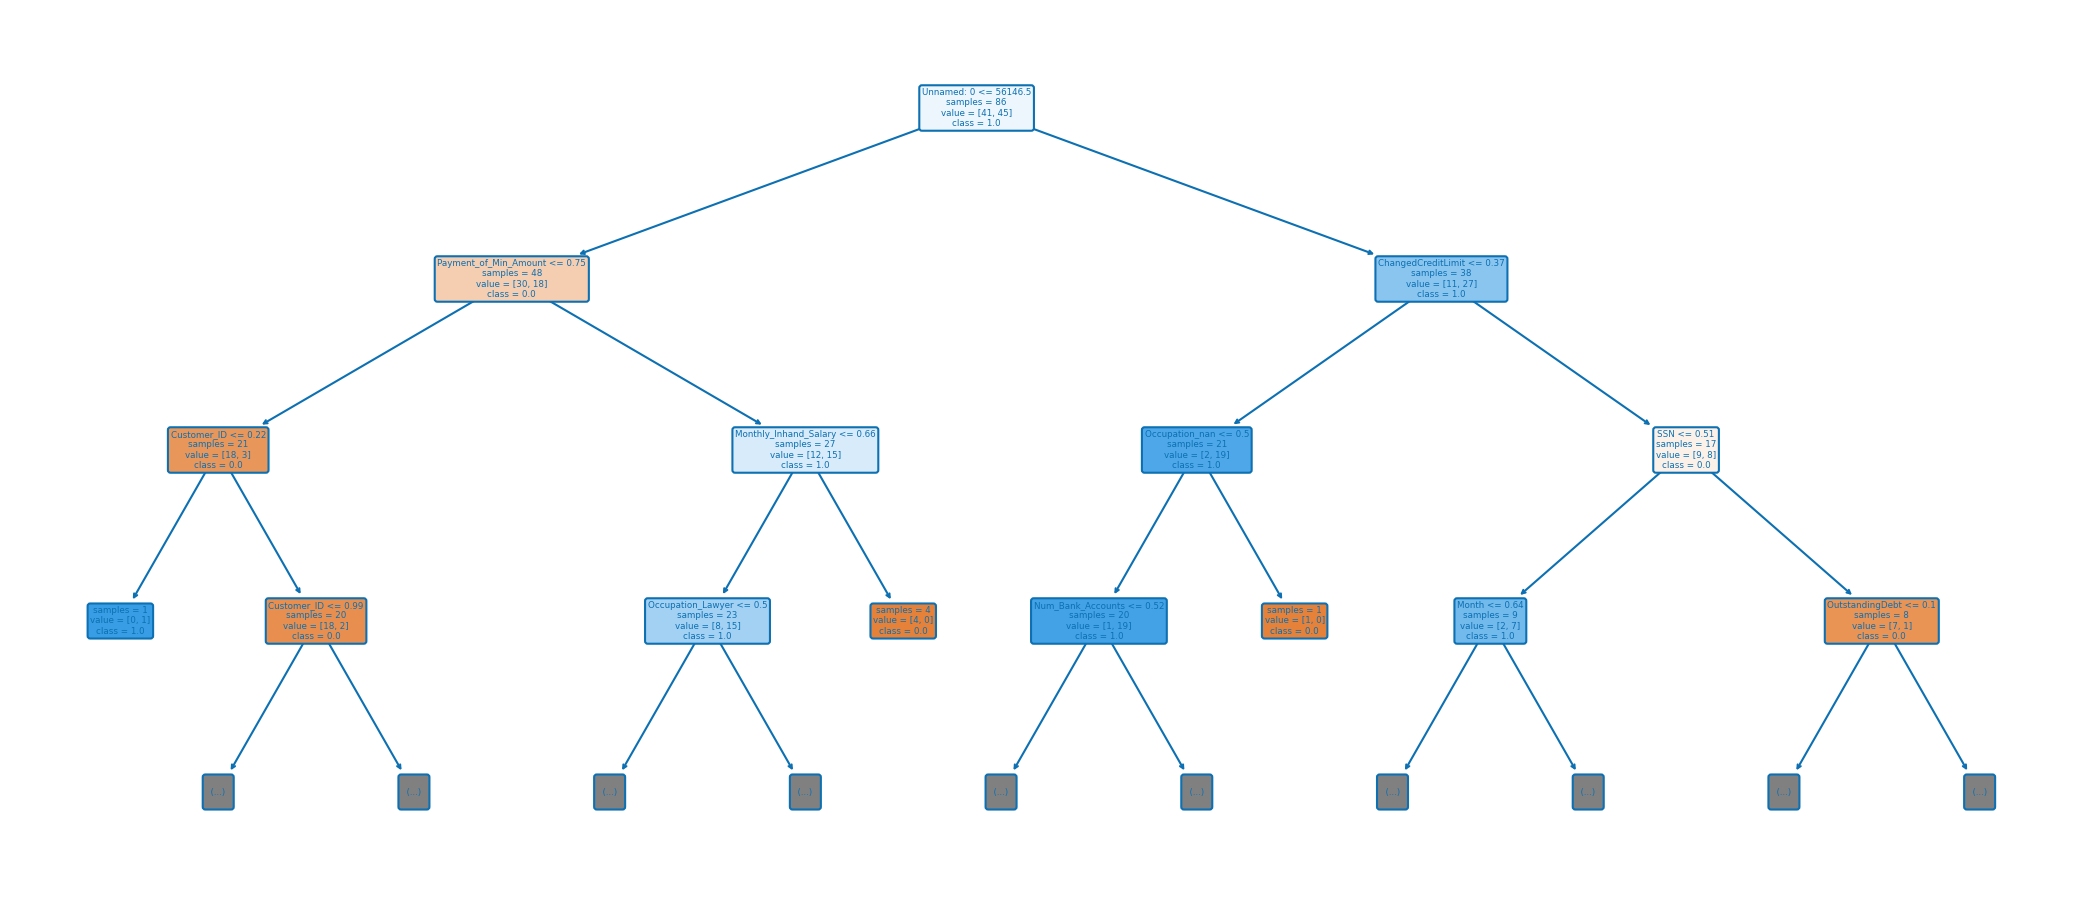 Unnamed: 0 <= 56146.5
samples = 86
value = [41, 45]
class = 1.0
Payment_of_Min_Amount <= 0.75
samples = 48
value = [30, 18]
class = 0.0
ChangedCreditLimit <= 0.37
samples = 38
value = [11, 27]
class = 1.0
Customer_ID <= 0.22
samples = 21
value = [18, 3]
class = 0.0
Monthly_Inhand_Salary <= 0.66
samples = 27
value = [12, 15]
class = 1.0
Occupation_nan <= 0.5
samples = 21
value = [2, 19]
class = 1.0
SSN <= 0.51
samples = 17
value = [9, 8]
class = 0.0
samples = 1
value = [0, 1]
class = 1.0
Customer_ID <= 0.99
samples = 20
value = [18, 2]
class = 0.0
Occupation_Lawyer <= 0.5
samples = 23
value = [8, 15]
class = 1.0
samples = 4
value = [4, 0]
class = 0.0
Num_Bank_Accounts <= 0.52
samples = 20
value = [1, 19]
class = 1.0
samples = 1
value = [1, 0]
class = 0.0
Month <= 0.64
samples = 9
value = [2, 7]
class = 1.0
OutstandingDebt <= 0.1
samples = 8
value = [7, 1]
class = 0.0
(...)
(...)
(...)
(...)
(...)
(...)
(...)
(...)
(...)
(...)